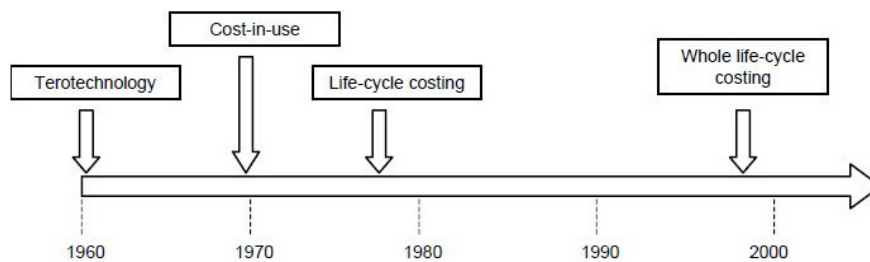 Cost-in-use
Terotechnology
Life-cycle costing
Whole life-cycle
costing
1960
1970
1980
1990
2000